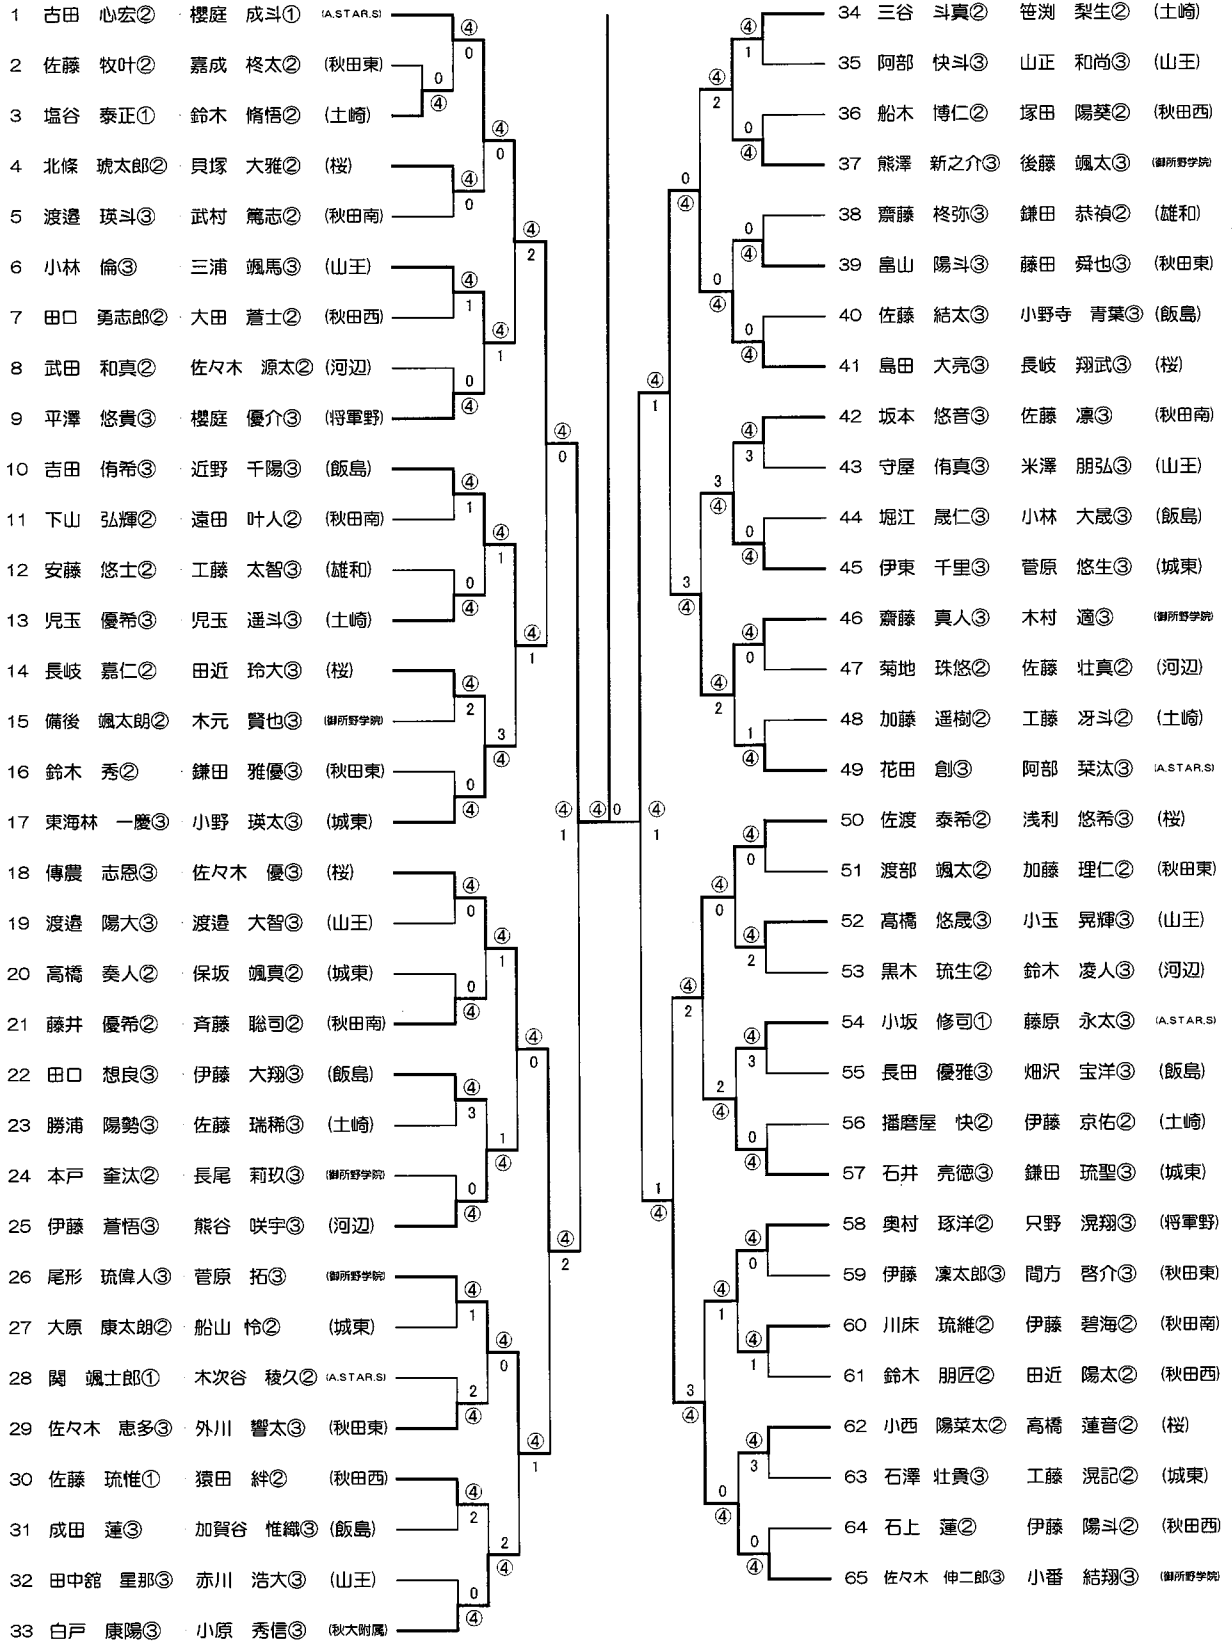 1 古田 心宏② 櫻庭 成斗① (A.STAR.S)
2 佐藤 牧叶② 嘉成 柊太② (秋田東)
3 塩谷 泰正① 鈴木 脩悟② (土崎)
4 北條 琥太郎② 貝塚 大雅② (桜)
5 渡邉 瑛斗③ 武村 篤志② (秋田南)
6 小林 倫③ 三浦 颯馬③ (山王)
7 田口 勇志郎② 大田 蒼士② (秋田西)
8 武田 和真② 佐々木 源太② (河辺)
9 平澤 悠貴③ 櫻庭 優介③ (将軍野)
10 吉田 侑希③ 近野 千陽③ (飯島)
11 下山 弘輝② 遠田 叶人② (秋田南)
12 安藤 悠士② 工藤 太智③ (雄和)
13 児玉 優希③ 児玉 遥斗③ (土崎)
14 長岐 嘉仁② 田近 玲大③ (桜)
15 備後 颯太朗② 木元 賢也③ (御所野学院)
16 鈴木 秀② 鎌田 雅優③ (秋田東)
17 東海林 一慶③ 小野 瑛太③ (城東)
18 傳農 志恩③ 佐々木 優③ (桜)
19 渡邉 陽大③ 渡邉 大智③ (山王)
20 高橋 奏人② 保坂 颯真② (城東)
21 藤井 優希② 斉藤 聡司② (秋田南)
22 田口 想良③ 伊藤 大翔③ (飯島)
23 勝浦 陽勢③ 佐藤 瑞稀③ (土崎)
24 本戸 奎汰② 長尾 莉玖③ (御所野学院)
25 伊藤 蒼悟③ 熊谷 咲宇③ (河辺)
26 尾形 琉偉人③ 菅原 拓③ (御所野学院)
27 大原 康太朗② 船山 怜② (城東)
28 関 颯士郎① 木次谷 稜久② (A.STAR.S)
29 佐々木 恵多③ 外川 響太③ (秋田東)
30 佐藤 琉惟① 猿田 絆② (秋田西)
31 成田 蓮③ 加賀谷 惟織③ (飯島)
32 田中舘 星那③ 赤川 浩大③ (山王)
33 白戸 康陽③ 小原 秀信③ (秋大附属)
34 三谷 斗真② 笹渕 梨生② (土崎)
35 阿部 快斗③ 山正 和尚③ (山王)
36 船木 博仁② 塚田 陽葵② (秋田西)
37 熊澤 新之介③ 後藤 颯太③ (御所野学院)
38 齋藤 柊弥③ 鎌田 恭禎② (雄和)
39 畠山 陽斗③ 藤田 舜也③ (秋田東)
40 佐藤 結太③ 小野寺 青葉③ (飯島)
41 島田 大亮③ 長岐 翔武③ (桜)
42 坂本 悠音③ 佐藤 凛③ (秋田南)
43 守屋 侑真③ 米澤 朋弘③ (山王)
44 堀江 晟仁③ 小林 大晟③ (飯島)
45 伊東 千里③ 菅原 悠生③ (城東)
46 齋藤 真人③ 木村 適③ (御所野学院)
47 菊地 珠悠② 佐藤 壮真② (河辺)
48 加藤 遥樹② 工藤 冴斗② (土崎)
49 花田 創③ 阿部 栞汰③ (A.STAR.S)
50 佐渡 泰希② 浅利 悠希③ (桜)
51 渡部 颯太② 加藤 理仁② (秋田東)
52 髙橋 悠晟③ 小玉 晃輝③ (山王)
53 黒木 琉生② 鈴木 凌人③ (河辺)
54 小坂 修司① 藤原 永太③ (A.STAR.S)
55 長田 優雅③ 畑沢 宝洋③ (飯島)
56 播磨屋 快② 伊藤 京佑② (土崎)
57 石井 亮徳③ 鎌田 琉聖③ (城東)
58 奥村 琢洋② 只野 滉翔③ (将軍野)
59 伊藤 凜太郎③ 間方 啓介③ (秋田東)
60 川床 琉維② 伊藤 碧海② (秋田南)
61 鈴木 朋匠② 田近 陽太② (秋田西)
62 小西 陽菜太② 高橋 蓮音② (桜)
63 石澤 壮貴③ 工藤 滉記② (城東)
64 石上 蓮② 伊藤 陽斗② (秋田西)
65 佐々木 伸二郎③ 小番 結翔③ (御所野学院)